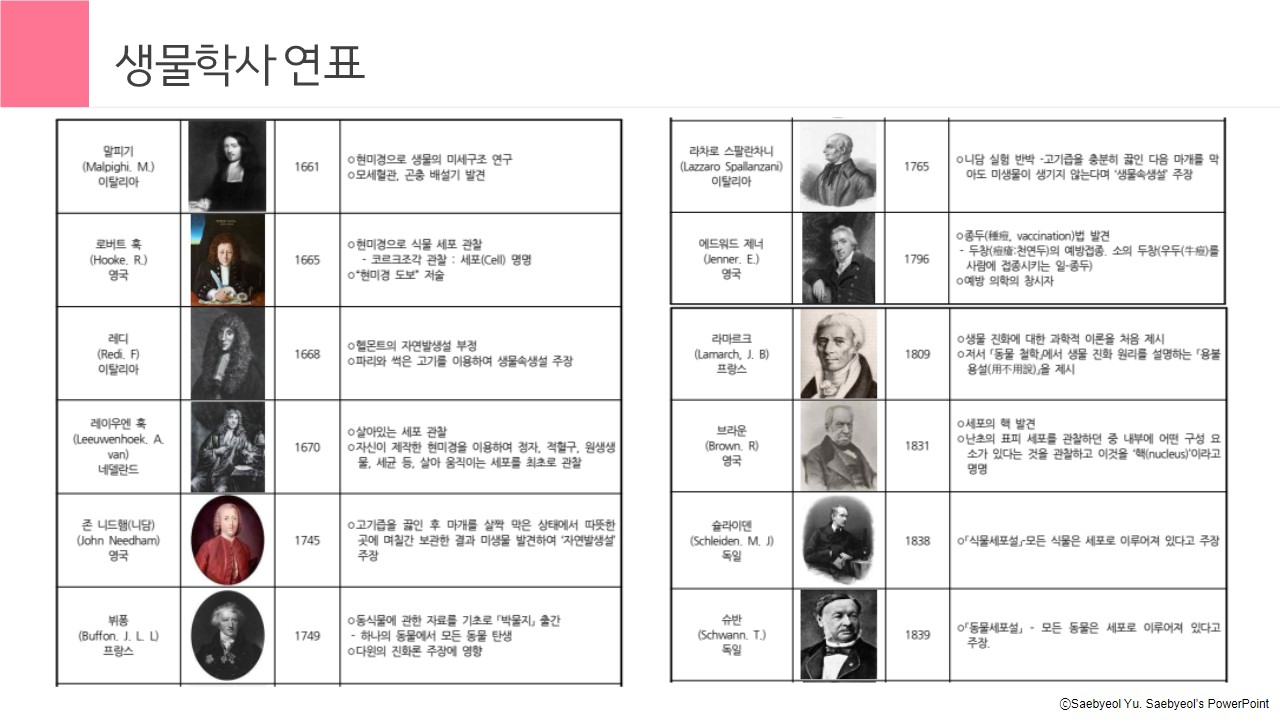 생물학사 연표
말피기
(Malpighi. M.)
이탈리아
1661
○현미경으로 생물의 미세구조 연구
○모세혈관, 곤충 배설기 발견
로버트 훅
(Hooke. R.)
영국
1665
○현미경으로 식물 세포 관찰
- 코르크조각 관찰 : 세포(Cell) 명명
○"현미경 도보" 저술
레디
(Redi. F)
이탈리아
1668
○헬몬트의 자연발생설 부정
○파리와 썩은 고기를 이용하여 생물속생설 주장
레이우엔 훅
(Leeuwenhoek. A.
van)
네덜란드
1670
○살아있는 세포 관찰
○자신이 제작한 현미경을 이용하여 정자, 적혈구, 원생생
물, 세균 등, 살아 움직이는 세포를 최초로 관찰
존 니드햄(니담)
(John Needham)
영국
1745
○고기즙을 끓인 후 마개를 살짝 막은 상태에서 따뜻한
곳에 며칠간 보관한 결과 미생물 발견하여 '자연발생설'
주장
뷔퐁
(Buffon. J. L. L)
프랑스
1749
○동식물에 관한 자료를 기초로 「박물지」 출간
- 하나의 동물에서 모든 동물 탄생
○다윈의 진화론 주장에 영향
라차로 스팔란차니
(Lazzaro Spallanzani)
이탈리아
1765
○니담 실험 반박 -고기즙을 충분히 끓인 다음 마개를 막
아도 미생물이 생기지 않는다며 '생물속생설' 주장
에드워드 제너
(Jenner. E.)
영국
1796
○종두(種痘, vaccination)법 발견
- 두창(痘瘡:천연두)의 예방접종. 소의 두창(우두(牛痘)를
사람에 접종시키는 일-종두)
○예방 의학의 창시자
라마르크
(Lamarch, J. B)
프랑스
1809
○생물 진화에 대한 과학적 이론을 처음 제시
○저서 「동물 철학」에서 생물 진화 원리를 설명하는 「용불
용설(用不用說)」을 제시
브라운
(Brown. R)
영국
1831
○세포의 핵 발견
○난초의 표피 세포를 관찰하던 중 내부에 어떤 구성 요
소가 있다는 것을 관찰하고 이것을 '핵(nucleus)'이라고
명명
슐라이덴
(Schleiden. M. J)
독일
1838
○「식물세포설」-모든 식물은 세포로 이루어져 있다고 주장
슈반
(Schwann. T.)
독일
1839
○「동물세포설」 - 모든 동물은 세포로 이루어져 있다고
주장.
ⓒSaebyeol Yu. Saebyeol's PowerPoint